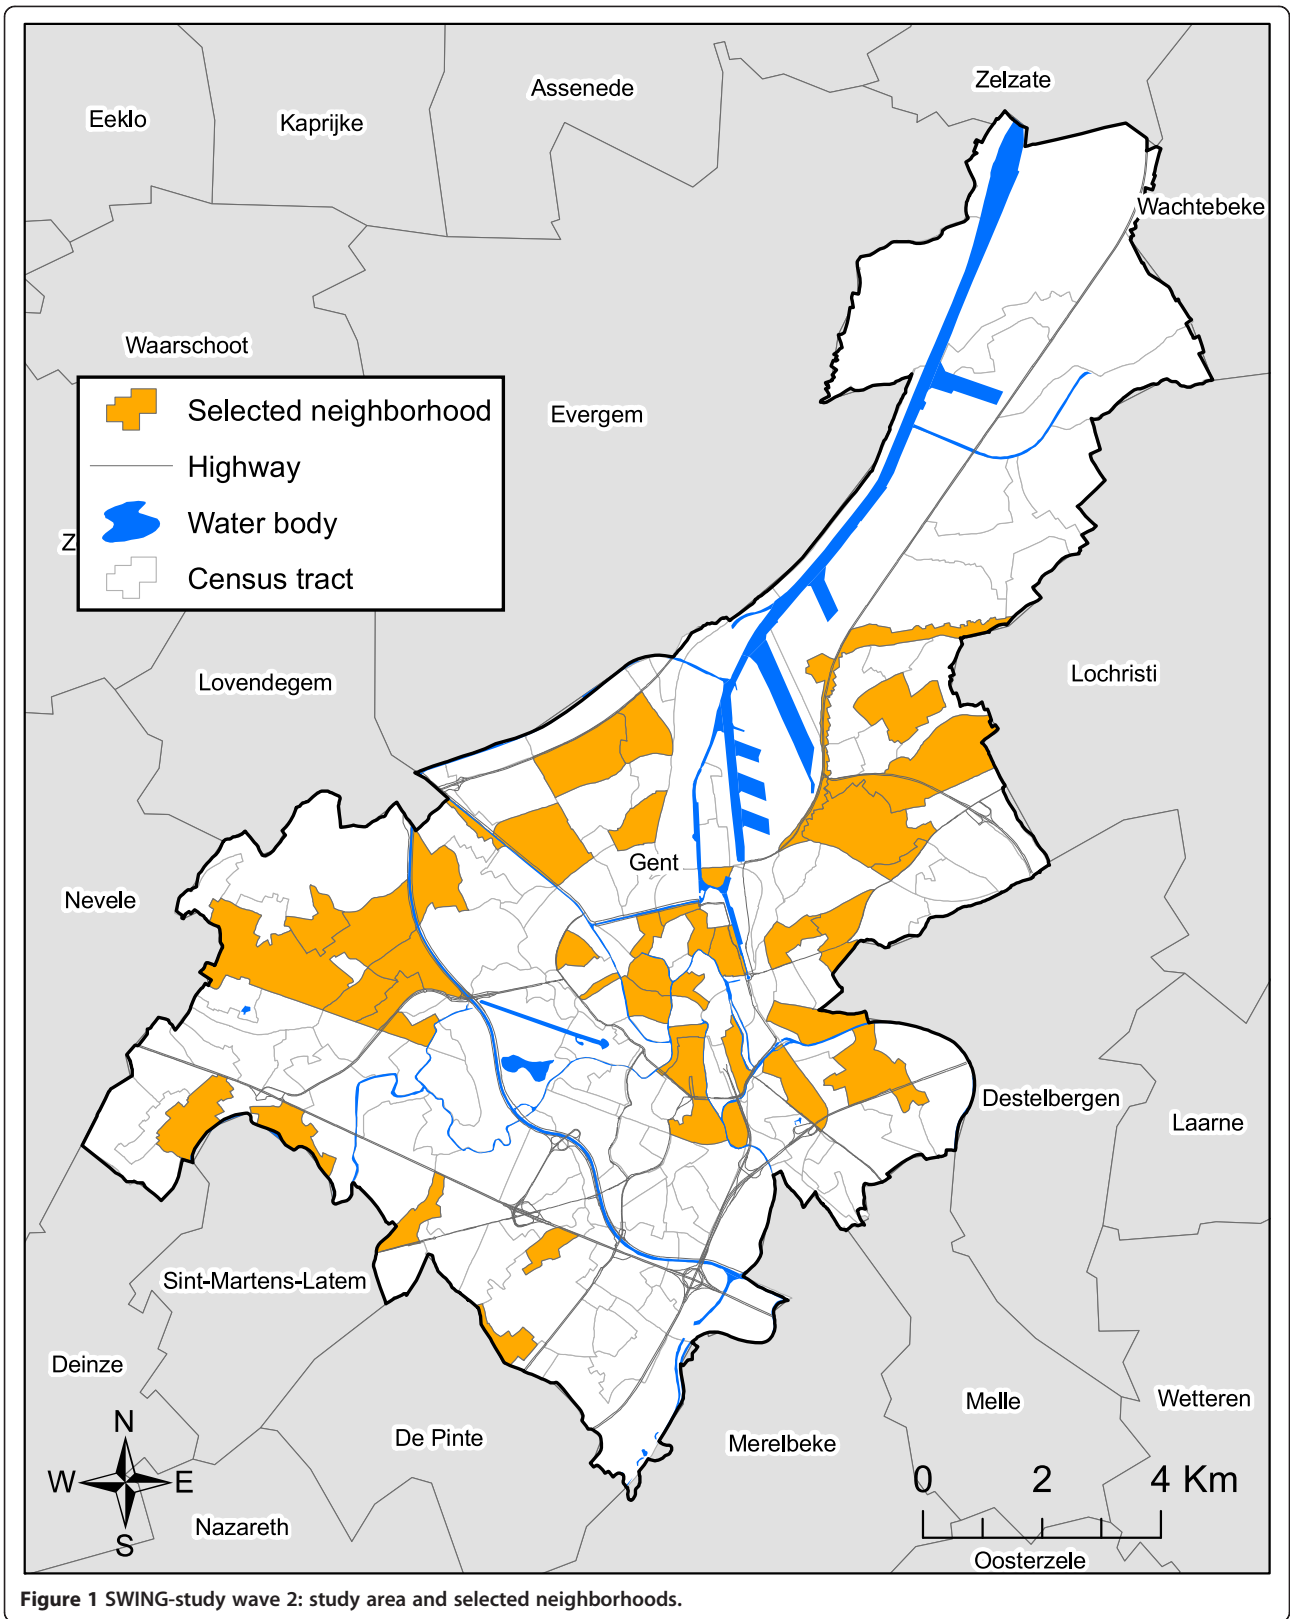 Assenede
Zelzate
Eeklo
Kaprijke
Wachtebeke
Waarschoot
Evergem
Selected neighborhood
Highway
Water body
Census tract
Z
Lovendegem
Lochristi
Gent
Nevele
Destelbergen
Laarne
Sint-Martens-Latem
Deinze
Melle
Wetteren
De Pinte
Merelbeke
N
W E
S
0 2 4 Km
Nazareth
Oosterzele
Figure 1 SWING-study wave 2: study area and selected neighborhoods.